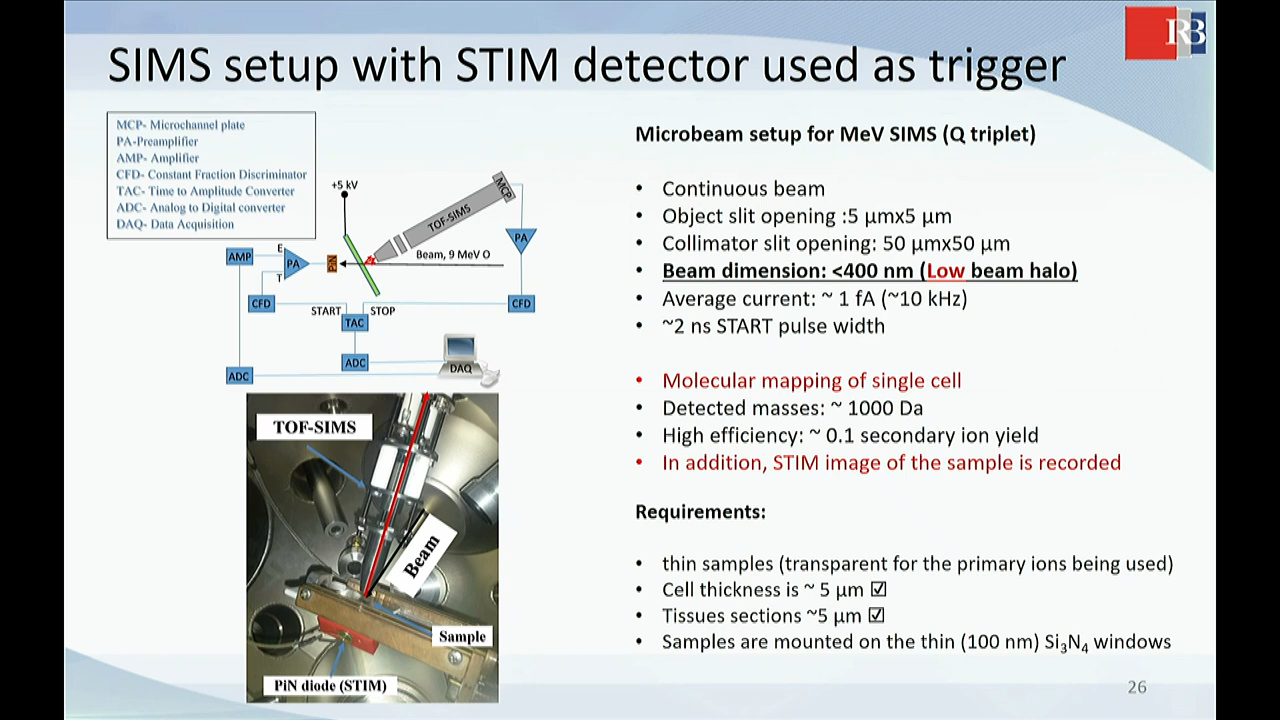 SIMS setup with STIM detector used as trigger
RB
MCP- Microchannel plate
PA-Preamplifier
AMP- Amplifier
CFD- Constant Fraction Discriminator
TAC- Time to Amplitude Converter
ADC- Analog to Digital converter
DAQ- Data Acquisition
+5 kV
MCP
TOF-SIMS
PA
Beam, 9 MeV O
AMP
E
PA
T
PiN
CFD
START
STOP
CFD
TAC
ADC
DAQ
ADC
TOF-SIMS
Beam
Sample
PiN diode (STIM)
Microbeam setup for MeV SIMS (Q triplet)
• Continuous beam
• Object slit opening :5 µmx5 µm
• Collimator slit opening: 50 µmx50 µm
• Beam dimension: <400 nm (Low beam halo)
• Average current: ~ 1 fA (~10 kHz)
• ~2 ns START pulse width
• Molecular mapping of single cell
• Detected masses: ~ 1000 Da
• High efficiency: ~ 0.1 secondary ion yield
• In addition, STIM image of the sample is recorded
Requirements:
• thin samples (transparent for the primary ions being used)
• Cell thickness is ~ 5 µm ☑
• Tissues sections ~5 µm ☑
• Samples are mounted on the thin (100 nm) Si₃N₄ windows
26